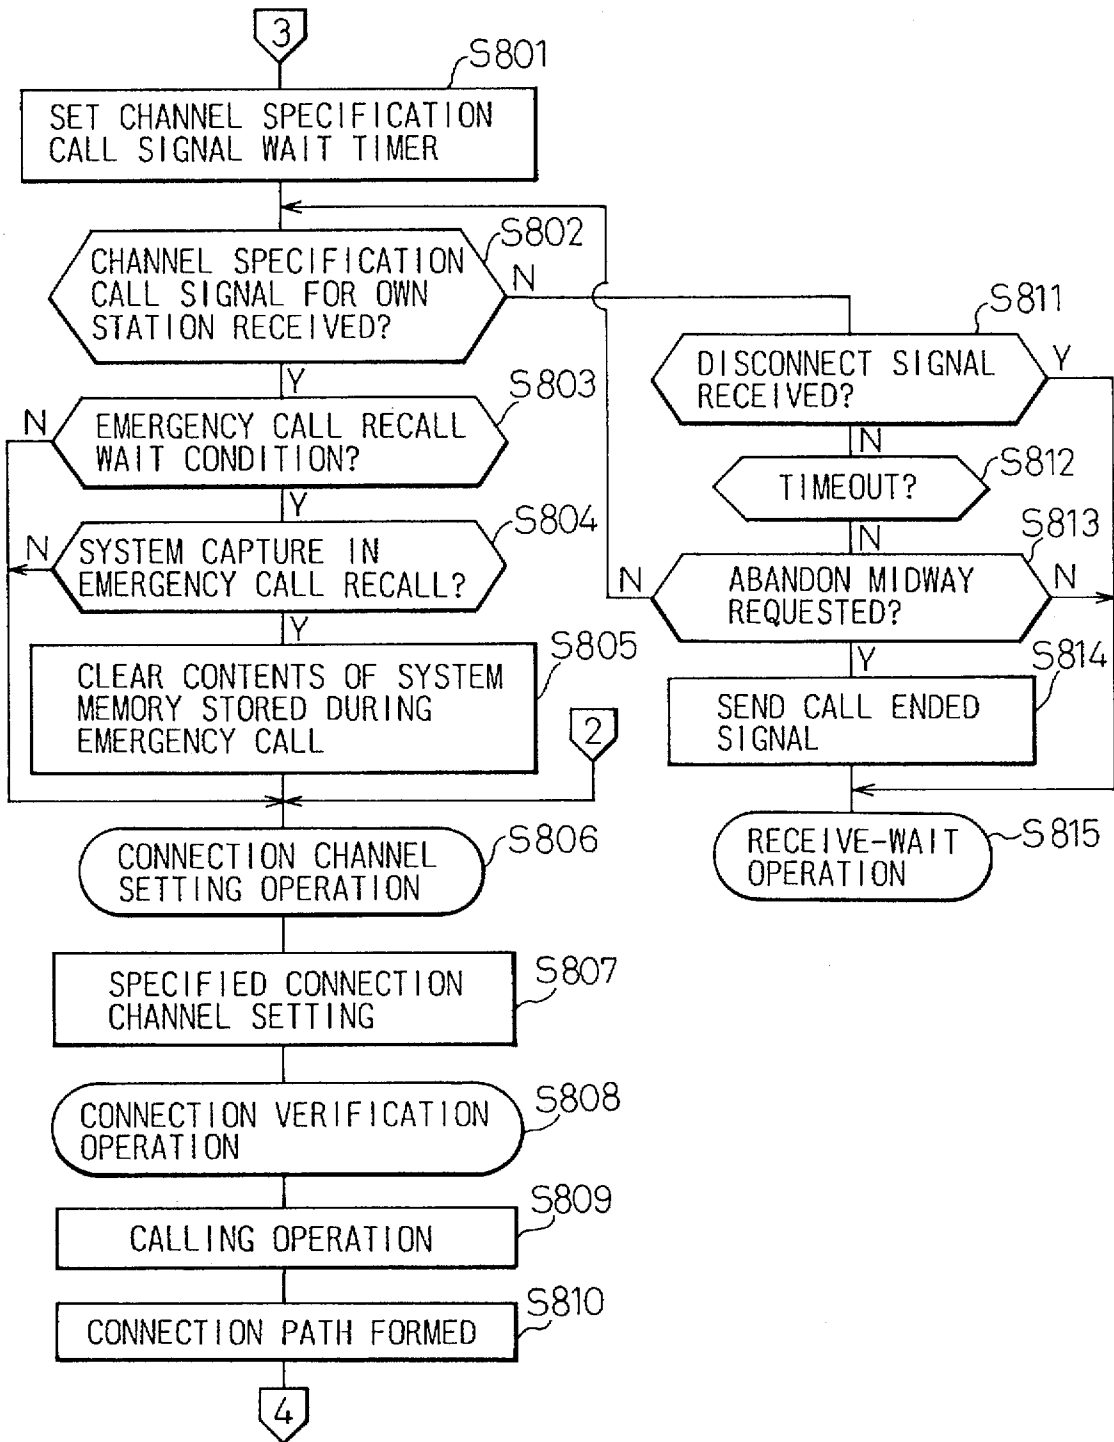 3
S801
SET CHANNEL SPECIFICATION
CALL SIGNAL WAIT TIMER
S802
CHANNEL SPECIFICATION
CALL SIGNAL FOR OWN
STATION RECEIVED?
N
Y
S803
N
EMERGENCY CALL RECALL
WAIT CONDITION?
Y
S804
N
SYSTEM CAPTURE IN
EMERGENCY CALL RECALL?
Y
S805
CLEAR CONTENTS OF SYSTEM
MEMORY STORED DURING
EMERGENCY CALL
2
S806
CONNECTION CHANNEL
SETTING OPERATION
S807
SPECIFIED CONNECTION
CHANNEL SETTING
S808
CONNECTION VERIFICATION
OPERATION
S809
CALLING OPERATION
S810
CONNECTION PATH FORMED
4
S811
DISCONNECT SIGNAL
RECEIVED?
Y
N
S812
TIMEOUT?
N
S813
N
ABANDON MIDWAY
REQUESTED?
N
Y
S814
SEND CALL ENDED
SIGNAL
S815
RECEIVE-WAIT
OPERATION